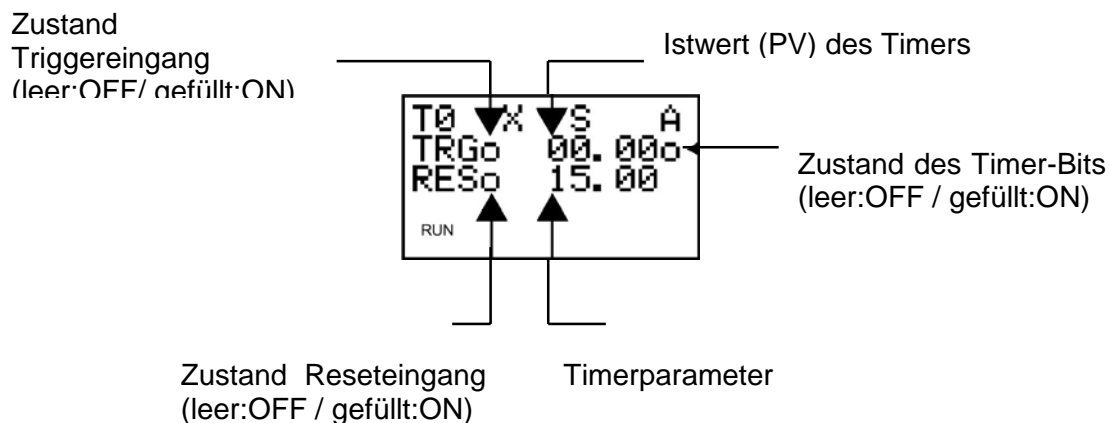 Zustand
Triggereingang
(leer:OFF/ gefüllt:ON)
Istwert (PV) des Timers
T0 X S A
TRGo 00.00o
RESo 15.00
RUN
Zustand des Timer-Bits
(leer:OFF / gefüllt:ON)
Zustand Reseteingang
(leer:OFF / gefüllt:ON)
Timerparameter